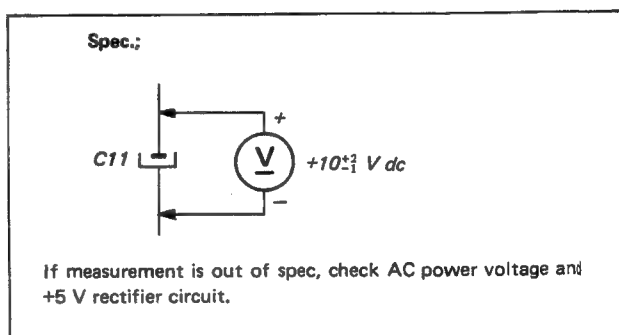 Spec.;
+
C11 V +10+2-1 V dc
−
If measurement is out of spec, check AC power voltage and
+5 V rectifier circuit.